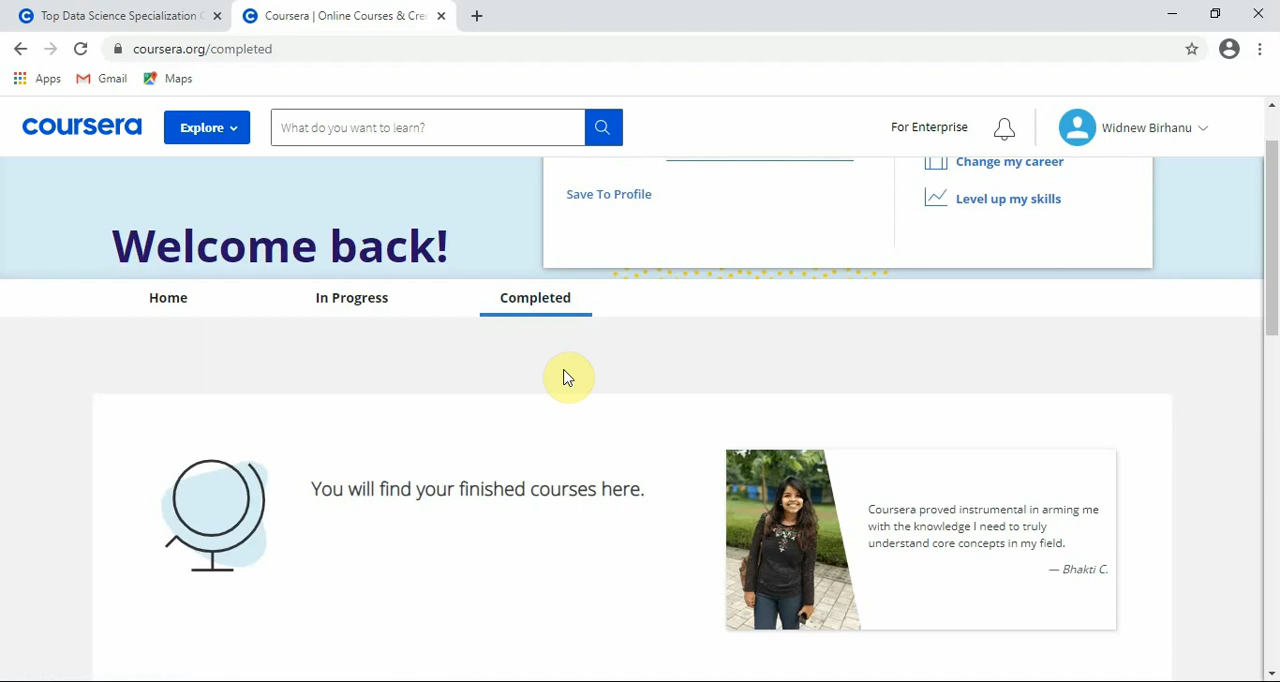 Top Data Science Specialization C
Coursera | Online Courses & Cre
coursera.org/completed
Apps
Gmail
Maps
coursera
Explore
What do you want to learn?
For Enterprise
Widnew Birhanu
Change my career
Save To Profile
Level up my skills
Welcome back!
Home
In Progress
Completed
You will find your finished courses here.
Coursera proved instrumental in arming me
with the knowledge I need to truly
understand core concepts in my field.
— Bhakti C.